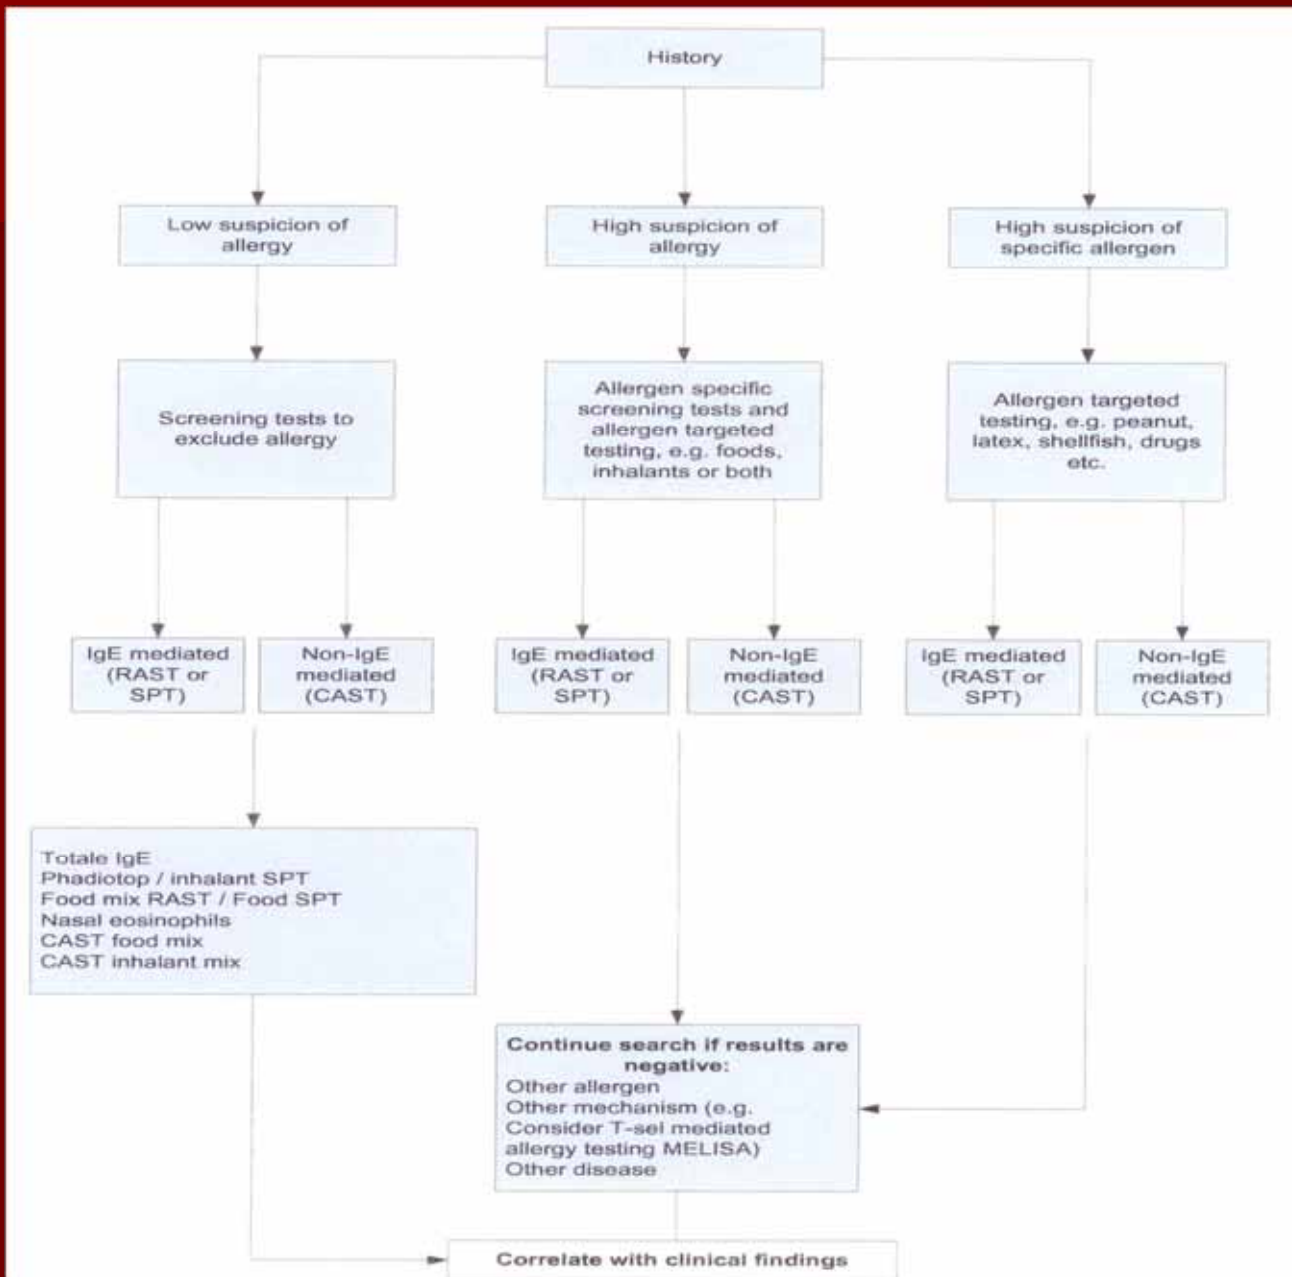 History
Low suspicion of
allergy
High suspicion of
allergy
High suspicion of
specific allergen
Screening tests to
exclude allergy
Allergen specific
screening tests and
allergen targeted
testing, e.g. foods,
inhalants or both
Allergen targeted
testing, e.g. peanut,
latex, shellfish, drugs
etc.
IgE mediated
(RAST or
SPT)
Non-IgE
mediated
(CAST)
IgE mediated
(RAST or
SPT)
Non-IgE
mediated
(CAST)
IgE mediated
(RAST or
SPT)
Non-IgE
mediated
(CAST)
Totale IgE
Phadiotop / inhalant SPT
Food mix RAST / Food SPT
Nasal eosinophils
CAST food mix
CAST inhalant mix
Continue search if results are
negative:
Other allergen
Other mechanism (e.g.
Consider T-sel mediated
allergy testing MELISA)
Other disease
Correlate with clinical findings